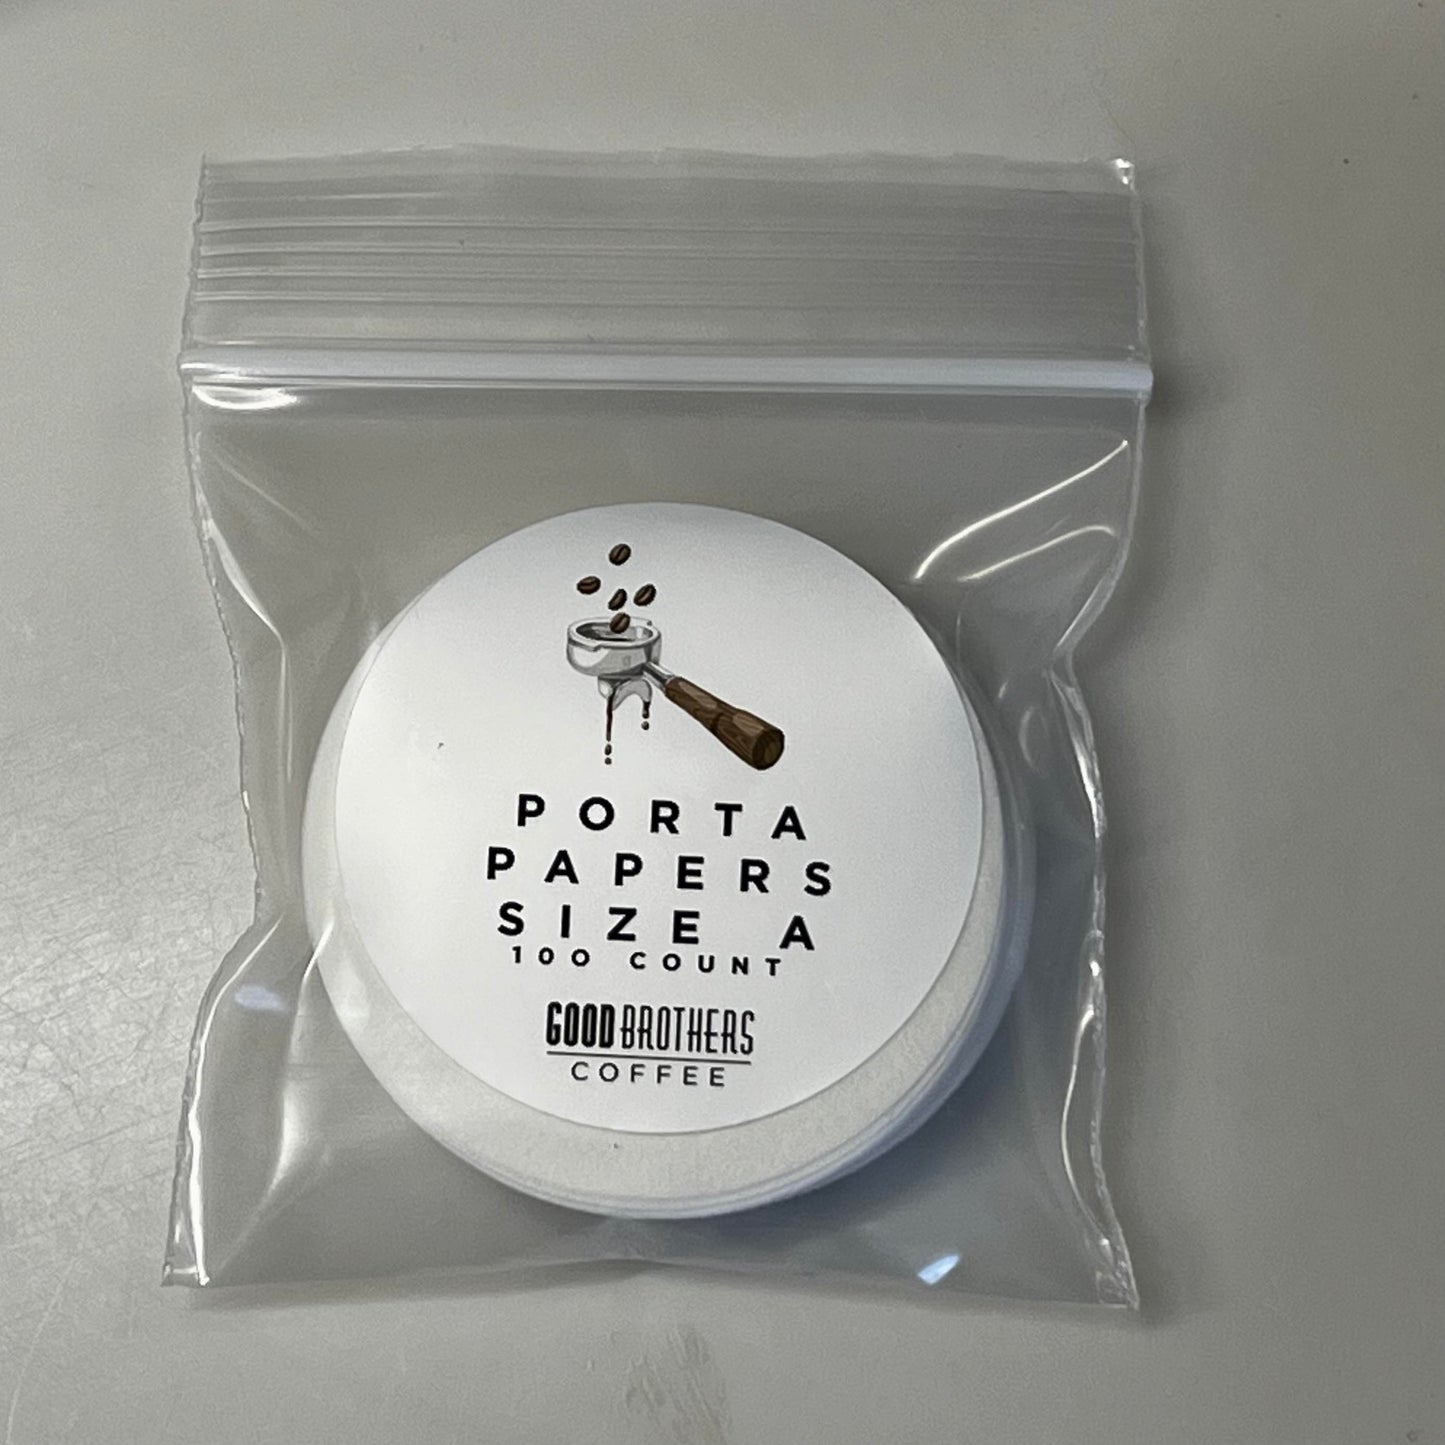 PORTA
PAPERS
SIZE A
100 COUNT
GOOD BROTHERS
COFFEE